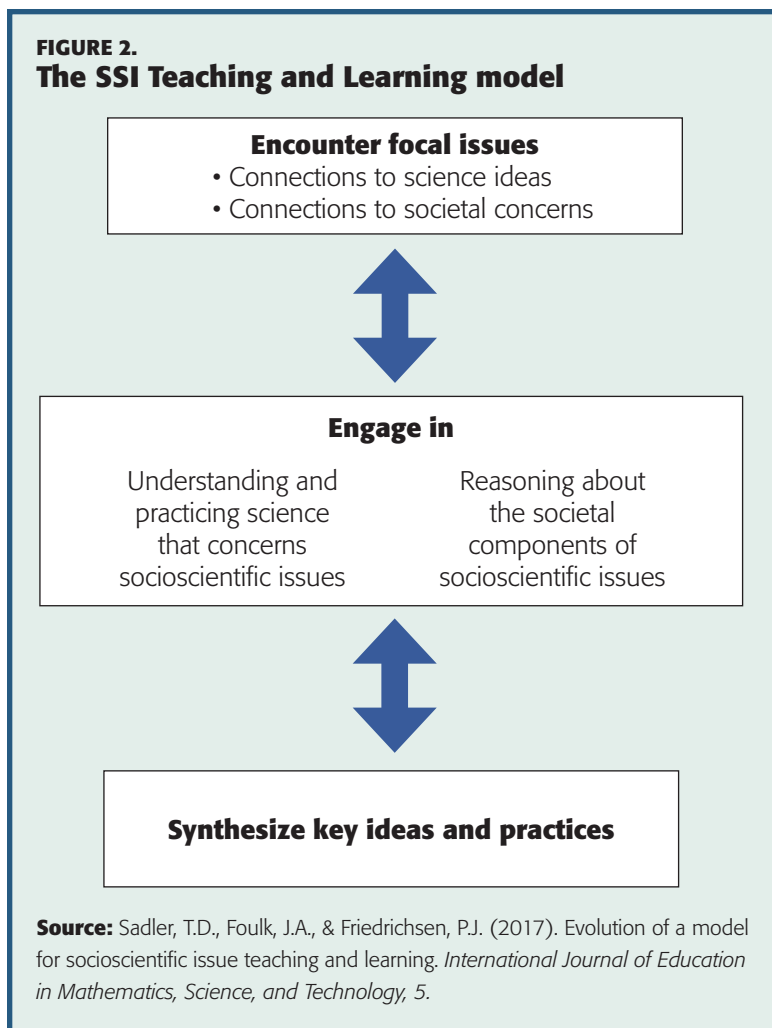 FIGURE 2.
The SSI Teaching and Learning model
Encounter focal issues
• Connections to science ideas
• Connections to societal concerns
Engage in
Understanding and
practicing science
that concerns
socioscientific issues
Reasoning about
the societal
components of
socioscientific issues
Synthesize key ideas and practices
Source: Sadler, T.D., Foulk, J.A., & Friedrichsen, P.J. (2017). Evolution of a model
for socioscientific issue teaching and learning. International Journal of Education
in Mathematics, Science, and Technology, 5.